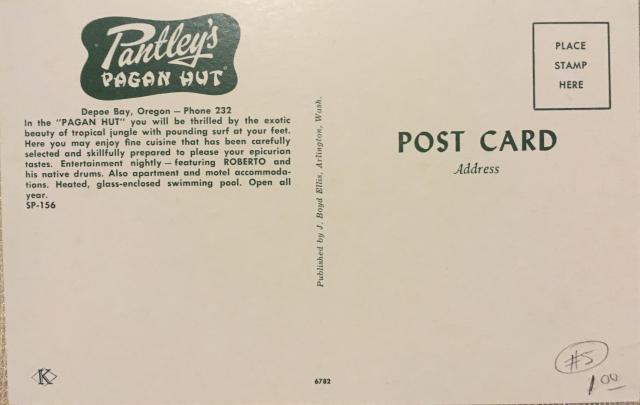 Pantley's
PAGAN HUT
Depoe Bay, Oregon — Phone 232
In the "PAGAN HUT" you will be thrilled by the exotic
beauty of tropical jungle with pounding surf at your feet.
Here you may enjoy fine cuisine that has been carefully
selected and skillfully prepared to please your epicurian
tastes. Entertainment nightly — featuring ROBERTO and
his native drums. Also apartment and motel accommoda-
tions. Heated, glass-enclosed swimming pool. Open all
year.
SP-156
K
Published by J. Boyd Ellis, Arlington, Wash.
6782
PLACE
STAMP
HERE
POST CARD
Address
#5
1.00